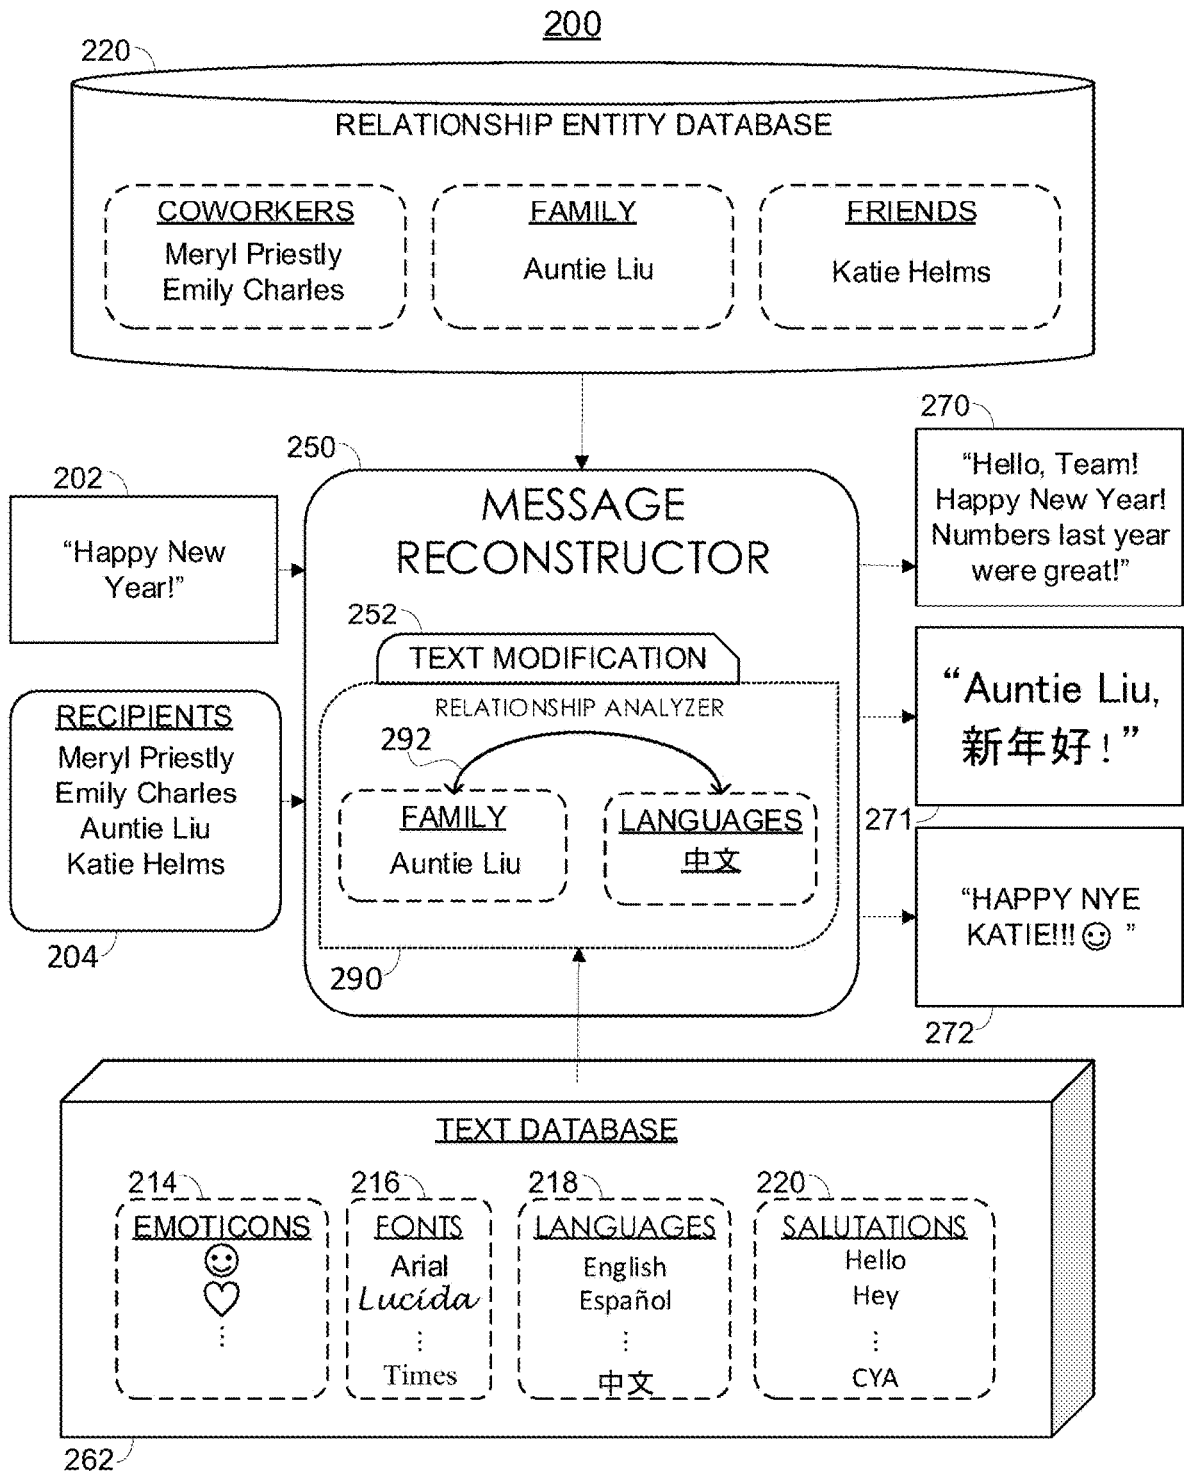 200
220
RELATIONSHIP ENTITY DATABASE
COWORKERS
Meryl Priestly
Emily Charles
FAMILY
Auntie Liu
FRIENDS
Katie Helms
202
“Happy New
Year!”
RECIPIENTS
Meryl Priestly
Emily Charles
Auntie Liu
Katie Helms
204
250
MESSAGE
RECONSTRUCTOR
252
TEXT MODIFICATION
RELATIONSHIP ANALYZER
292
FAMILY
Auntie Liu
LANGUAGES
中文
290
270
“Hello, Team!
Happy New Year!
Numbers last year
were great!”
“Auntie Liu,
新年好!”
271
“HAPPY NYE
KATIE!!!☺ ”
272
TEXT DATABASE
214
EMOTICONS
☺
♡
⋮
216
FONTS
Arial
Lucida
⋮
Times
218
LANGUAGES
English
Español
⋮
中文
220
SALUTATIONS
Hello
Hey
⋮
CYA
262